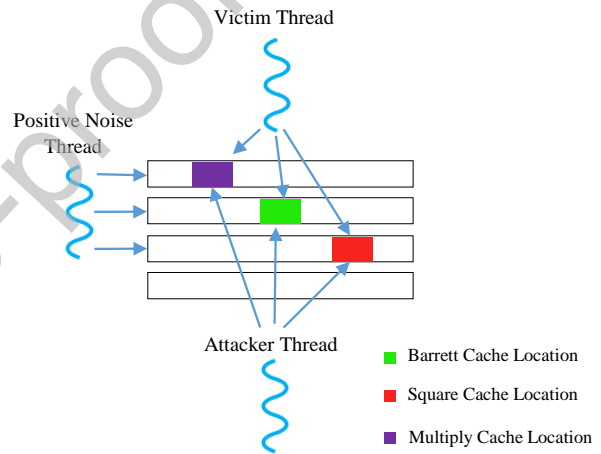 Victim Thread
Positive Noise
Thread
Attacker Thread
Barrett Cache Location
Square Cache Location
Multiply Cache Location